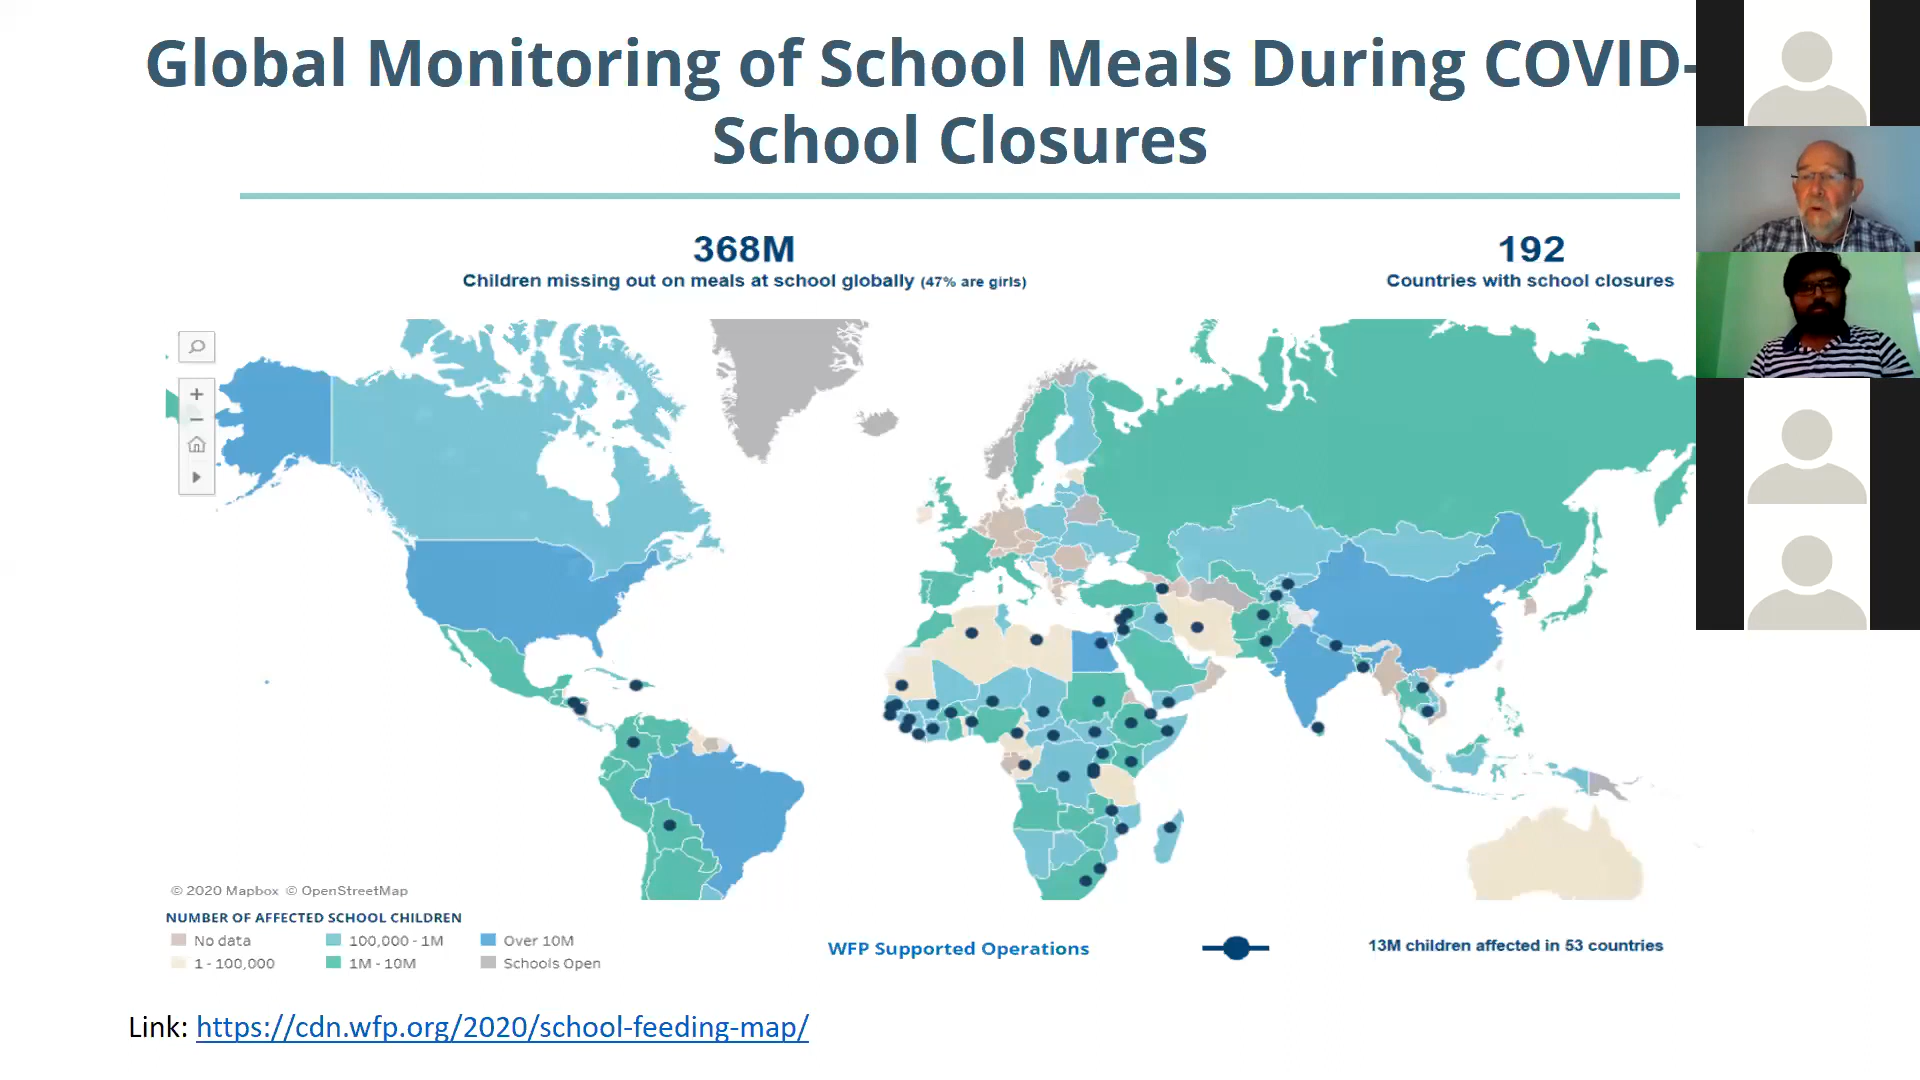 Global Monitoring of School Meals During COVID-
School Closures
368M
Children missing out on meals at school globally (47% are girls)
192
Countries with school closures
© 2020 Mapbox © OpenStreetMap
NUMBER OF AFFECTED SCHOOL CHILDREN
No data
100,000 - 1M
Over 10M
1 - 100,000
1M - 10M
Schools Open
WFP Supported Operations
13M children affected in 53 countries
Link: https://cdn.wfp.org/2020/school-feeding-map/